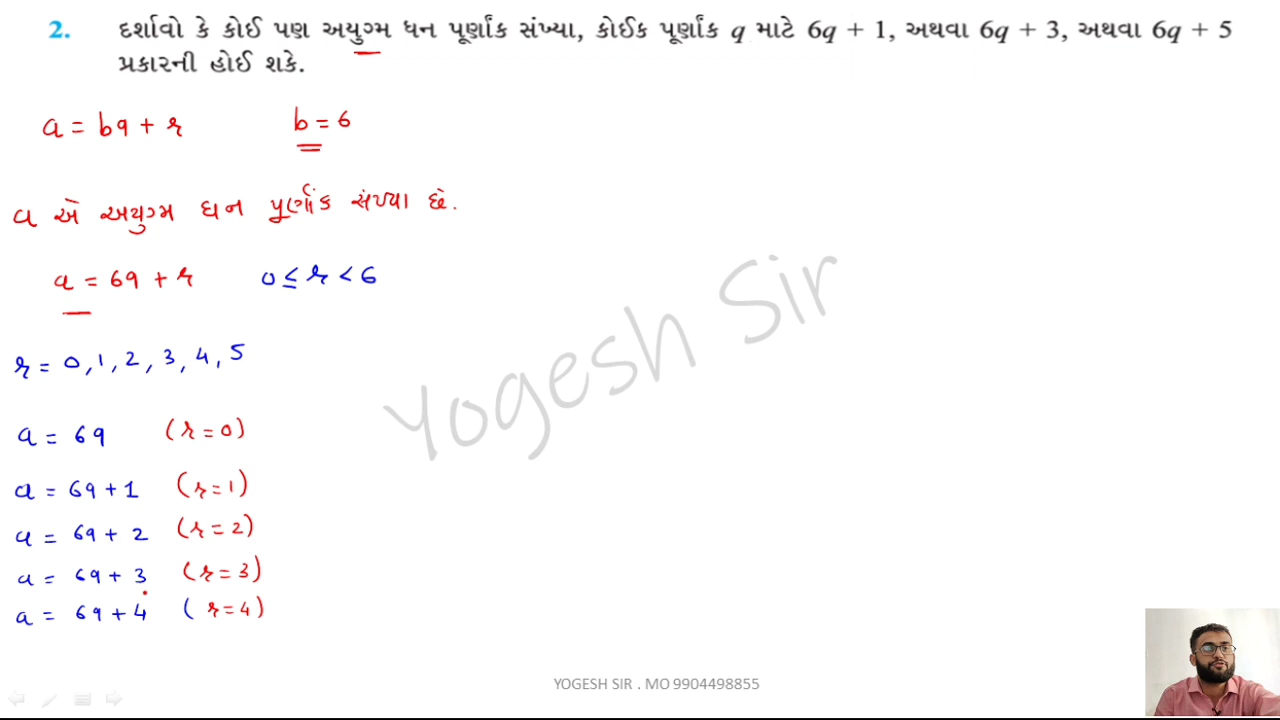 2. દર્શાવો કે કોઈ પણ અયુગ્મ ધન પૂર્ણાંક સંખ્યા, કોઈક પૂર્ણાંક q માટે 6q + 1, અથવા 6q + 3, અથવા 6q + 5
પ્રકારની હોઈ શકે.
a = bq + r b = 6
a એ અયુગ્મ ધન પૂર્ણાંક સંખ્યા છે.
a = 6q + r 0 ≤ r < 6
r = 0, 1, 2, 3, 4, 5
a = 6q (r = 0)
a = 6q + 1 (r = 1)
a = 6q + 2 (r = 2)
a = 6q + 3 (r = 3)
a = 6q + 4 (r = 4)
Yogesh Sir
YOGESH SIR . MO 9904498855